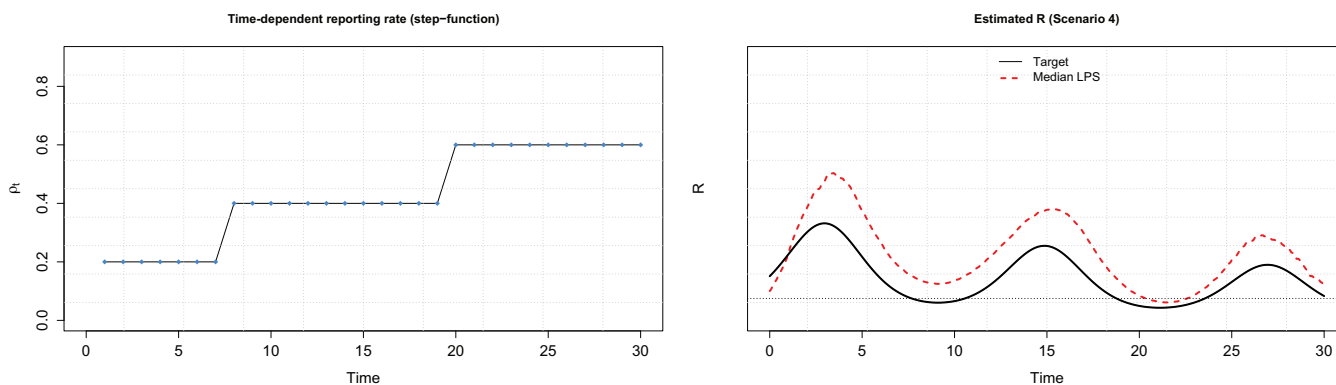 Time-dependent reporting rate (step-function)
0.8
0.6
0.4
0.2
0.0
ρt
0 5 10 15 20 25 30
Time
Estimated R (Scenario 4)
Target
Median LPS
R
0 5 10 15 20 25 30
Time